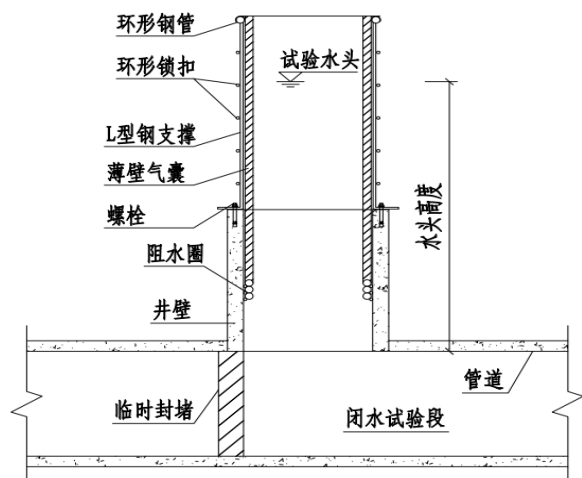 环形钢管
试验水头
环形锁扣
L型钢支撑
薄壁气囊
螺栓
水头高度
阻水圈
井壁
管道
临时封堵
闭水试验段